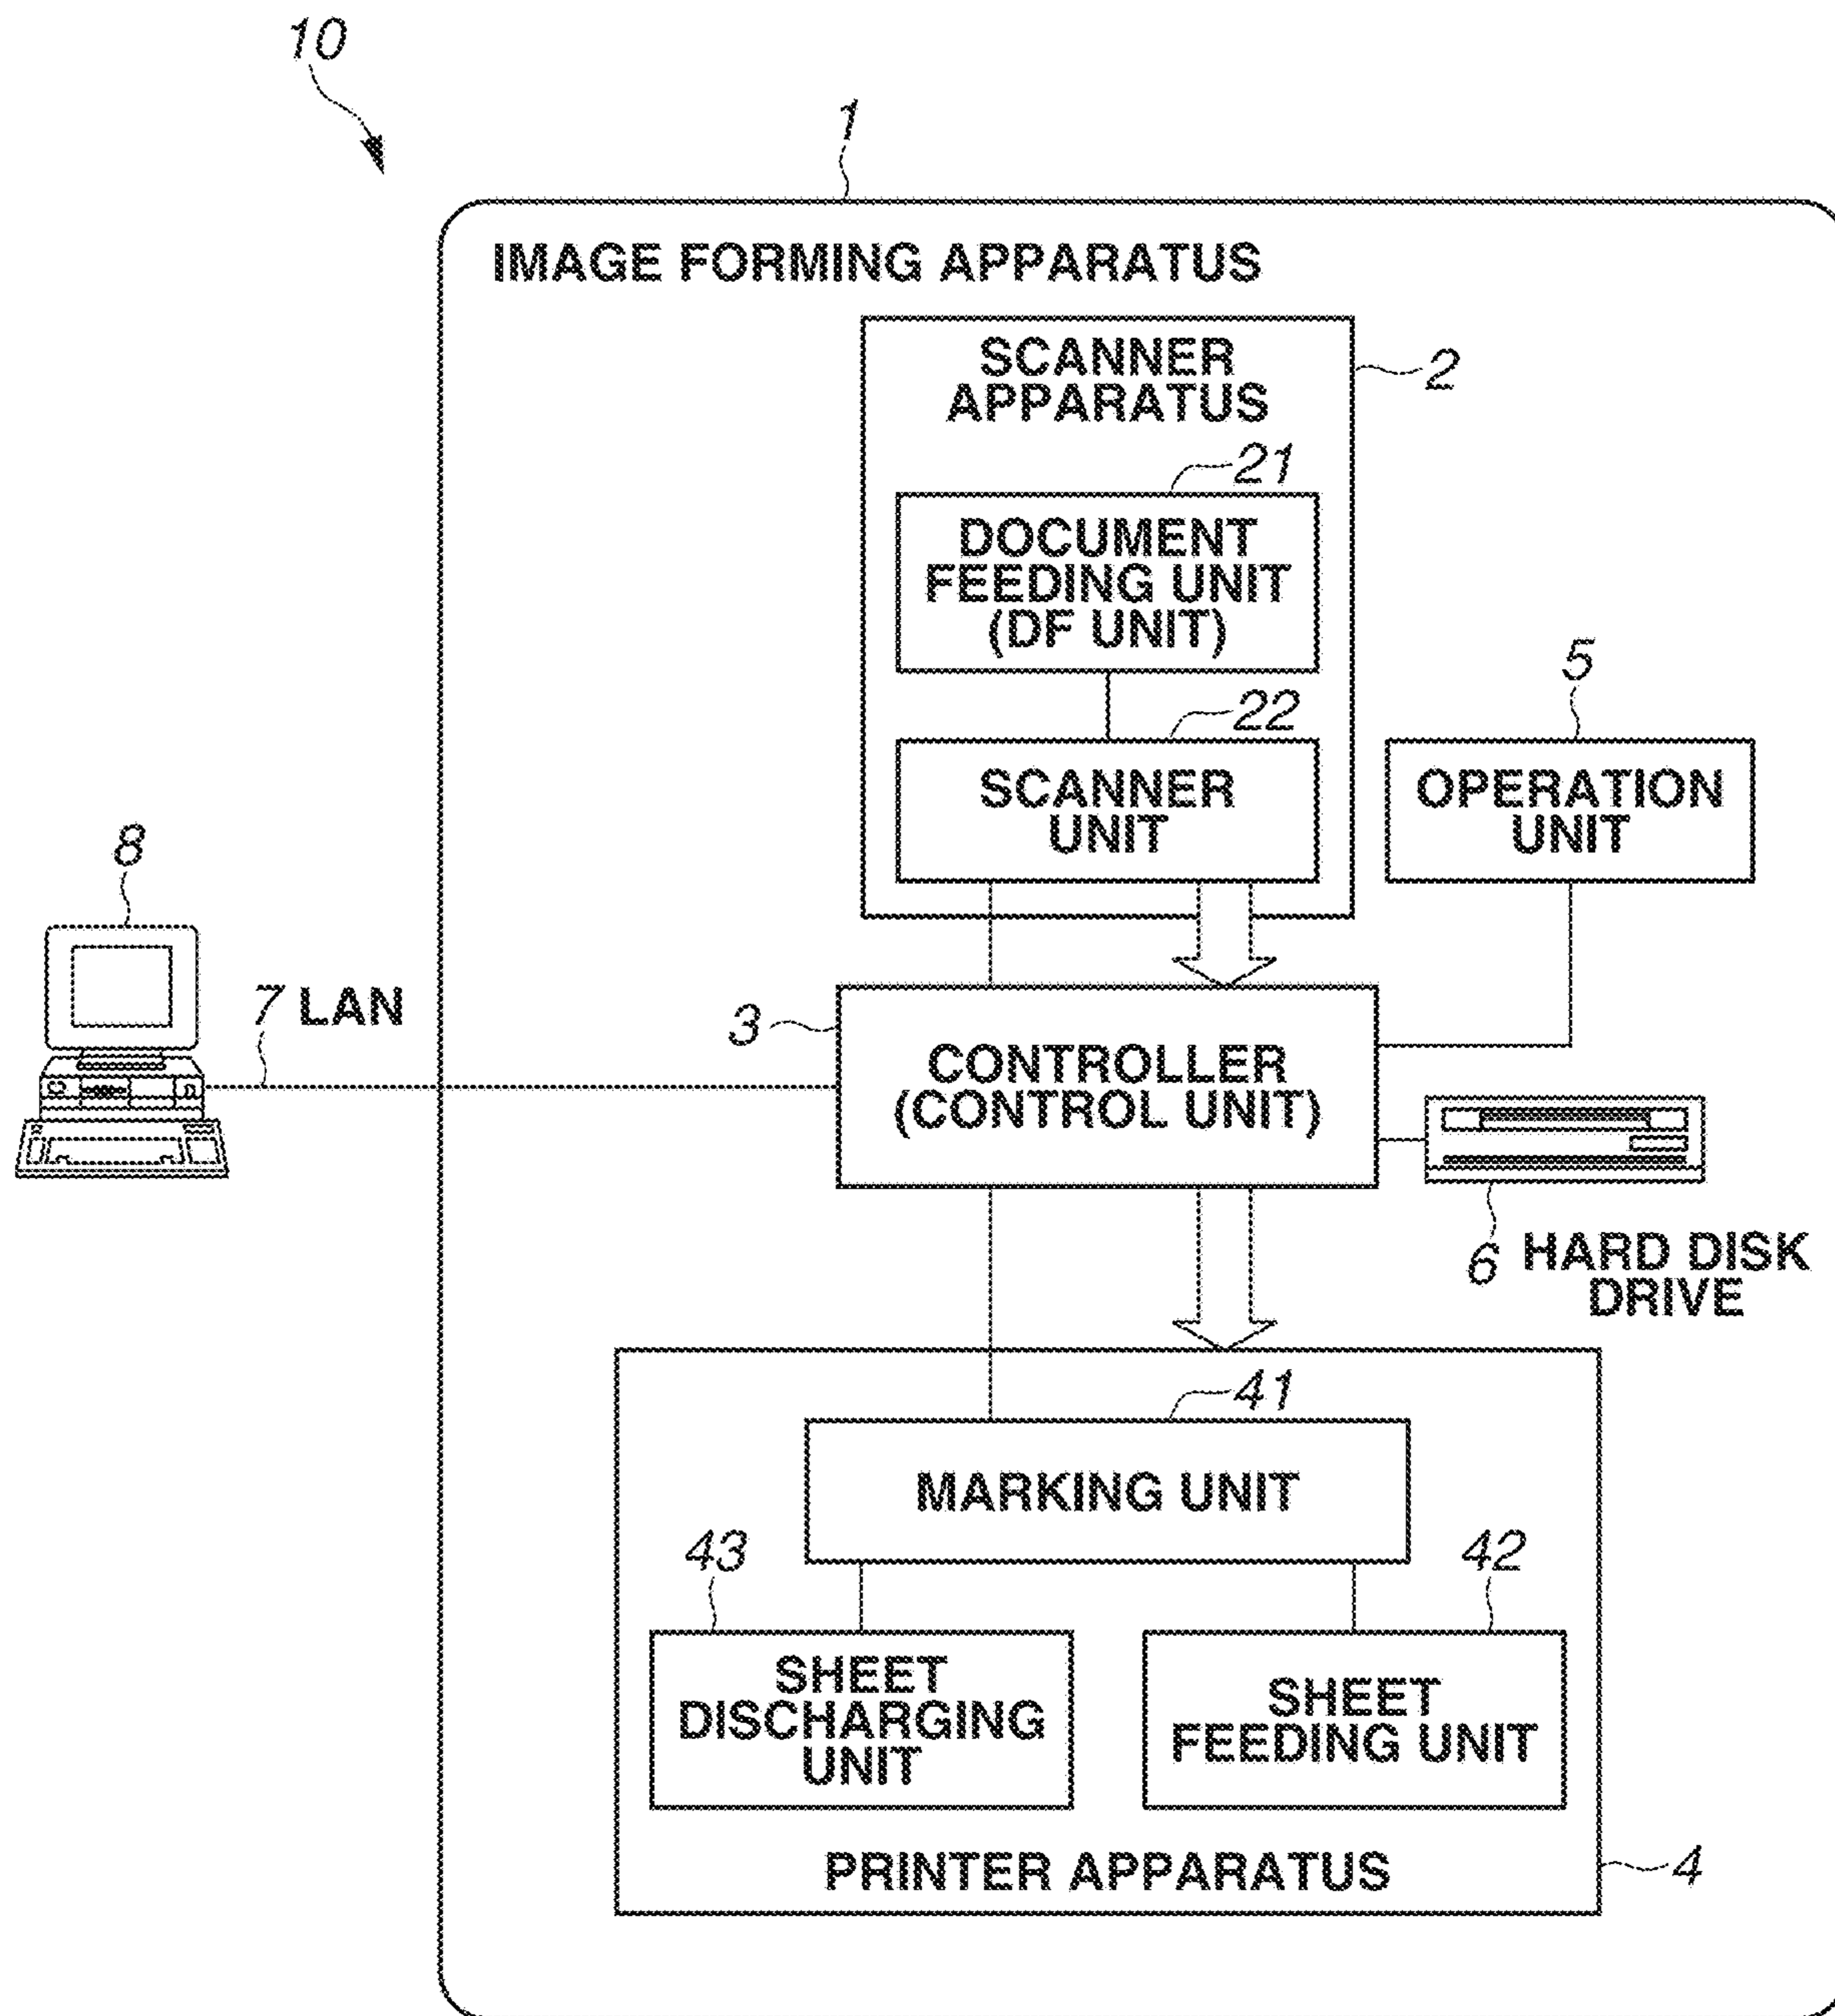 10
1
IMAGE FORMING APPARATUS
SCANNER
APPARATUS
2
21
DOCUMENT
FEEDING UNIT
(DF UNIT)
22
SCANNER
UNIT
5
OPERATION
UNIT
8
7 LAN
3
CONTROLLER
(CONTROL UNIT)
6 HARD DISK
DRIVE
41
MARKING UNIT
43
SHEET
DISCHARGING
UNIT
42
SHEET
FEEDING UNIT
PRINTER APPARATUS
4